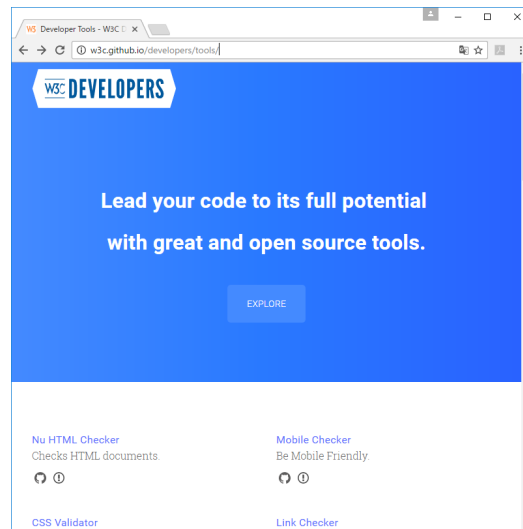 W3 Developer Tools - W3C D
w3c.github.io/developers/tools/
W3C DEVELOPERS
Lead your code to its full potential
with great and open source tools.
EXPLORE
Nu HTML Checker
Checks HTML documents.
Mobile Checker
Be Mobile Friendly.
CSS Validator
Link Checker